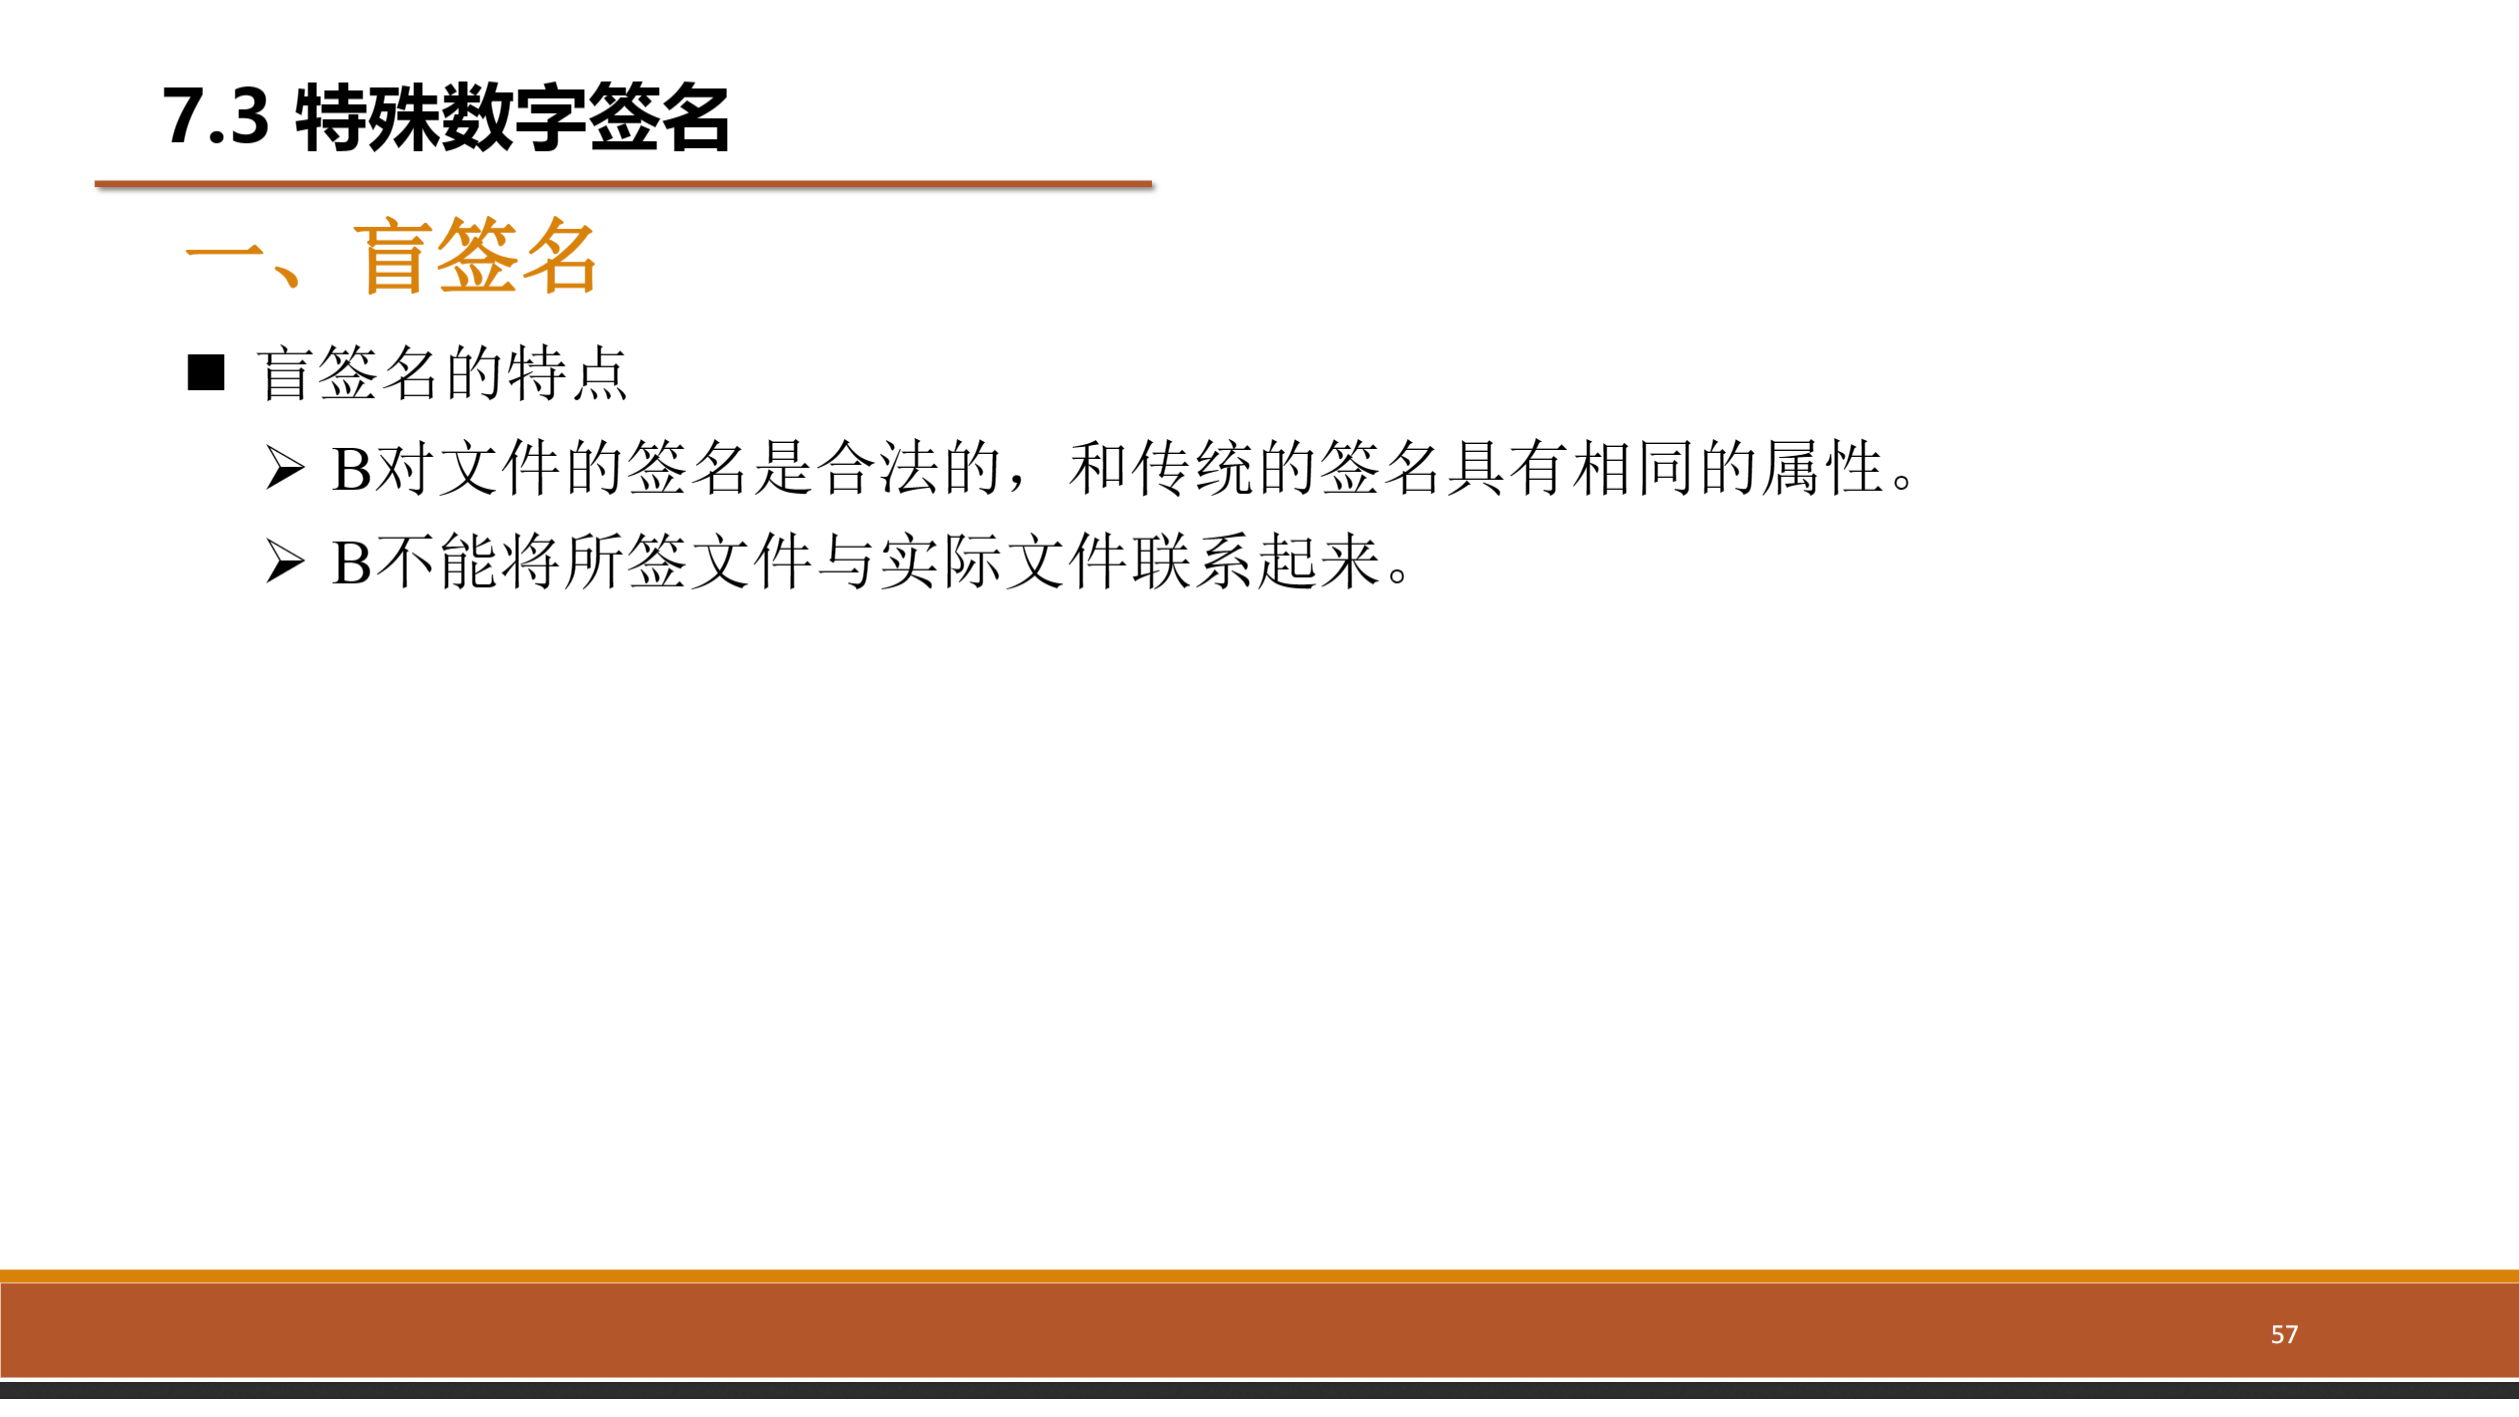 7.3 特殊数字签名
一、盲签名
■ 盲签名的特点
➢ B对文件的签名是合法的，和传统的签名具有相同的属性。
➢ B不能将所签文件与实际文件联系起来。
57